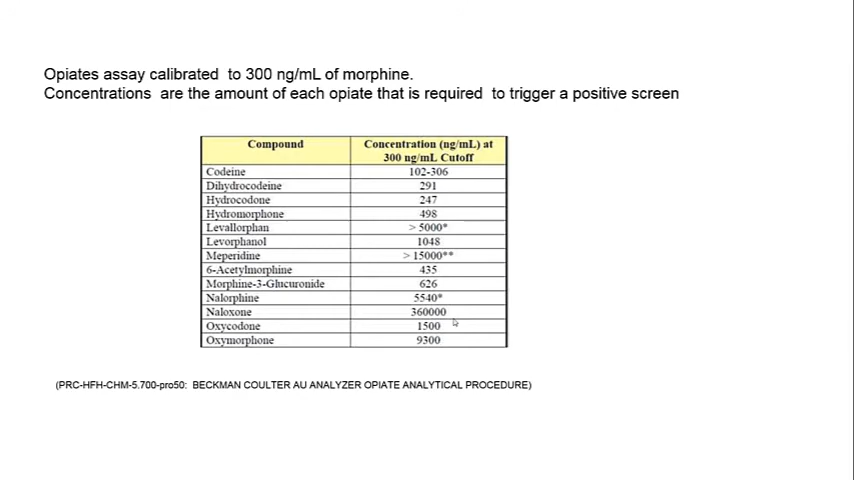 Opiates assay calibrated to 300 ng/mL of morphine.
Concentrations are the amount of each opiate that is required to trigger a positive screen
Compound Concentration (ng/mL) at
300 ng/mL Cutoff
Codeine 102-306
Dihydrocodeine 291
Hydrocodone 247
Hydromorphone 498
Levallorphan > 5000*
Levorphanol 1048
Meperidine > 15000**
6-Acetylmorphine 435
Morphine-3-Glucuronide 626
Nalorphine 5540*
Naloxone 360000
Oxycodone 1500
Oxymorphone 9300
(PRC-HFH-CHM-5.700-pro50: BECKMAN COULTER AU ANALYZER OPIATE ANALYTICAL PROCEDURE)